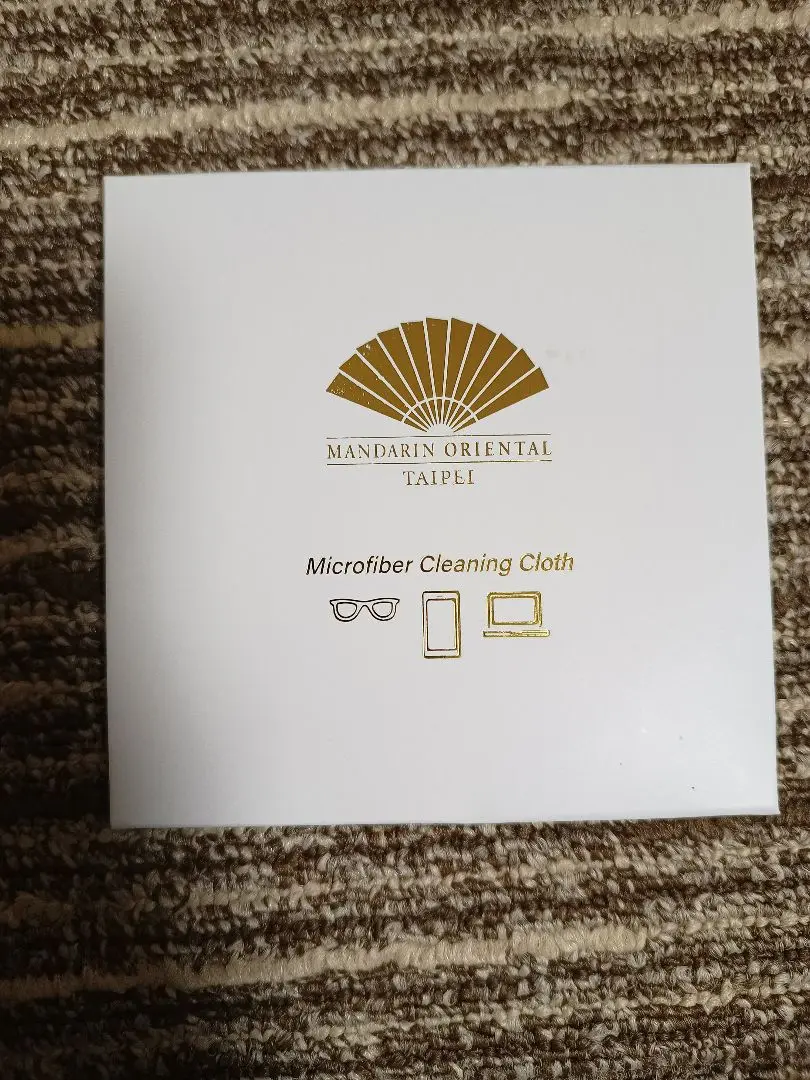 MANDARIN ORIENTAL
TAIPEI
Microfiber Cleaning Cloth